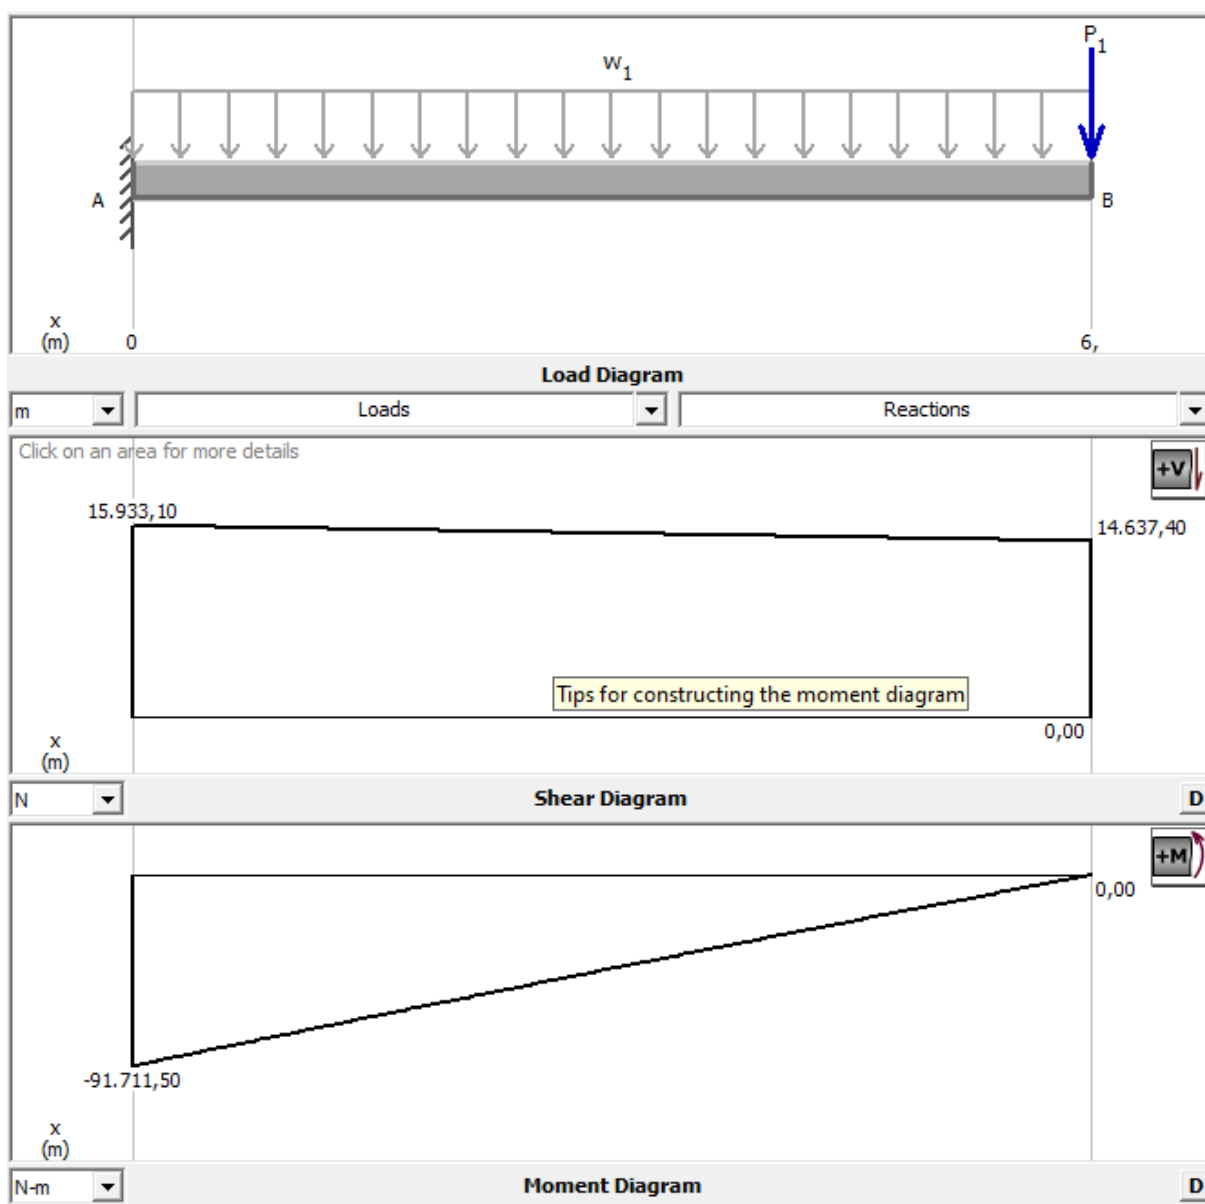 P1
w1
A
B
x
(m)
0
6,
Load Diagram
m
Loads
Reactions
Click on an area for more details
+V
15.933,10
14.637,40
Tips for constructing the moment diagram
0,00
x
(m)
N
Shear Diagram
D
+M
0,00
-91.711,50
x
(m)
N-m
Moment Diagram
D